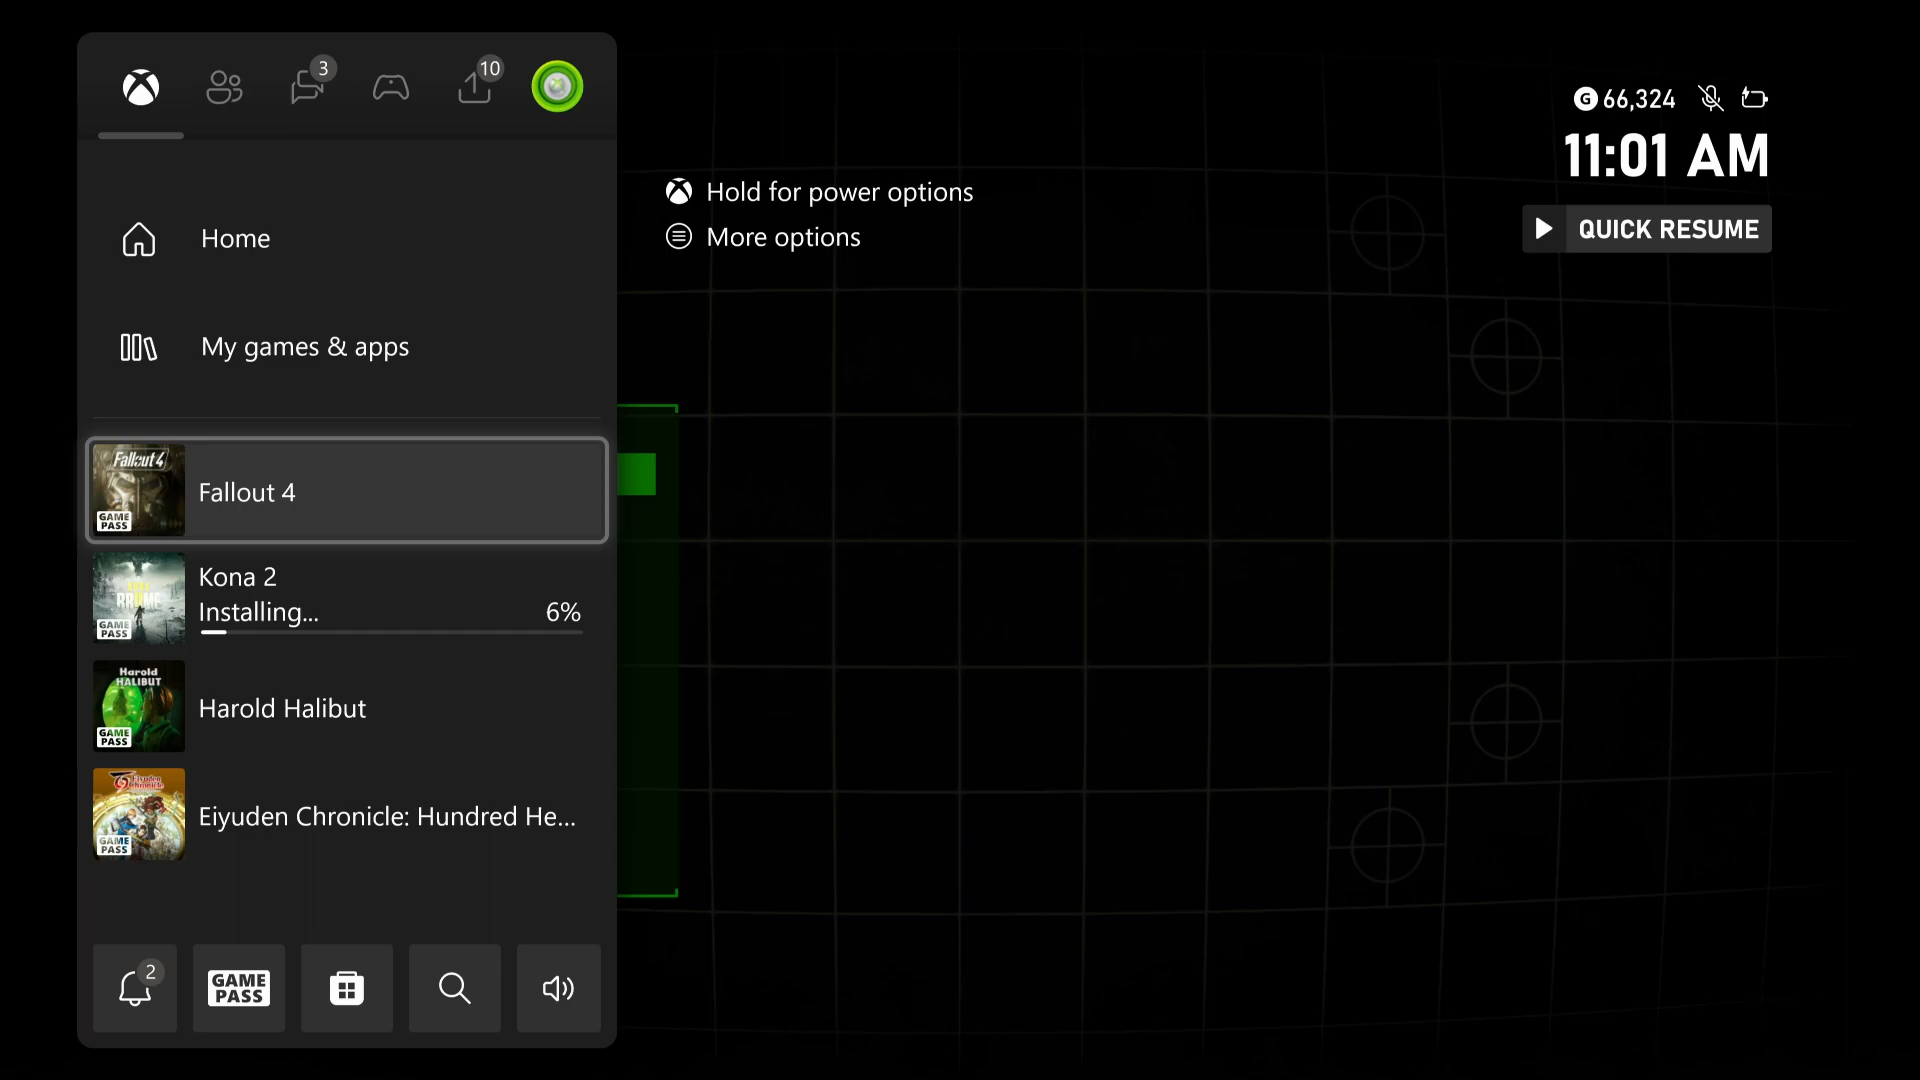 3
10
G 66,324
11:01 AM
QUICK RESUME
Hold for power options
More options
Home
My games & apps
Fallout 4
GAME
PASS
Fallout 4
Kona 2
Installing...
6%
GAME
PASS
Harold
HALIBUT
GAME
PASS
Harold Halibut
Eiyuden
Chronicle
GAME
PASS
Eiyuden Chronicle: Hundred He...
2
GAME
PASS